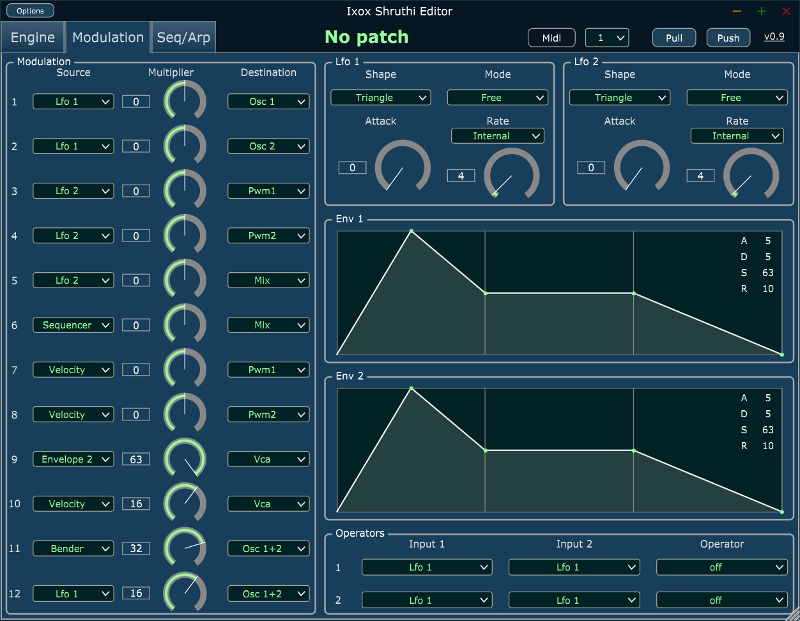 Options
Ixox Shruthi Editor
Engine
Modulation
Seq/Arp
No patch
Midi
1
Pull
Push
v0.9
Modulation
Source Multiplier Destination
1 Lfo 1 0 Osc 1
2 Lfo 1 0 Osc 2
3 Lfo 2 0 Pwm1
4 Lfo 2 0 Pwm2
5 Lfo 2 0 Mix
6 Sequencer 0 Mix
7 Velocity 0 Pwm1
8 Velocity 0 Pwm2
9 Envelope 2 63 Vca
10 Velocity 16 Vca
11 Bender 32 Osc 1+2
12 Lfo 1 16 Osc 1+2
Lfo 1
Shape Mode
Triangle Free
Attack Rate
Internal
0 4
Lfo 2
Shape Mode
Triangle Free
Attack Rate
Internal
0 4
Env 1
A 5
D 5
S 63
R 10
Env 2
A 5
D 5
S 63
R 10
Operators
Input 1 Input 2 Operator
1 Lfo 1 Lfo 1 off
2 Lfo 1 Lfo 1 off